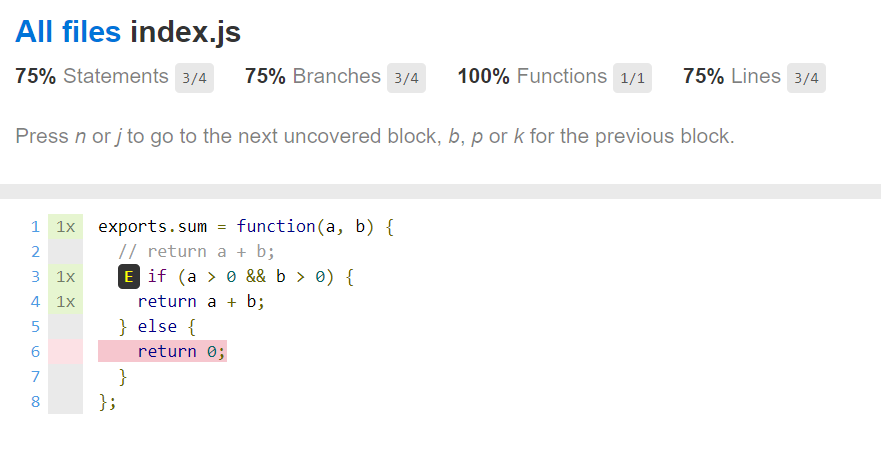 All files index.js
75% Statements 3/4 75% Branches 3/4 100% Functions 1/1 75% Lines 3/4
Press n or j to go to the next uncovered block, b, p or k for the previous block.
1 1x exports.sum = function(a, b) {
2 // return a + b;
3 1x E if (a > 0 && b > 0) {
4 1x return a + b;
5 } else {
6 return 0;
7 }
8 };